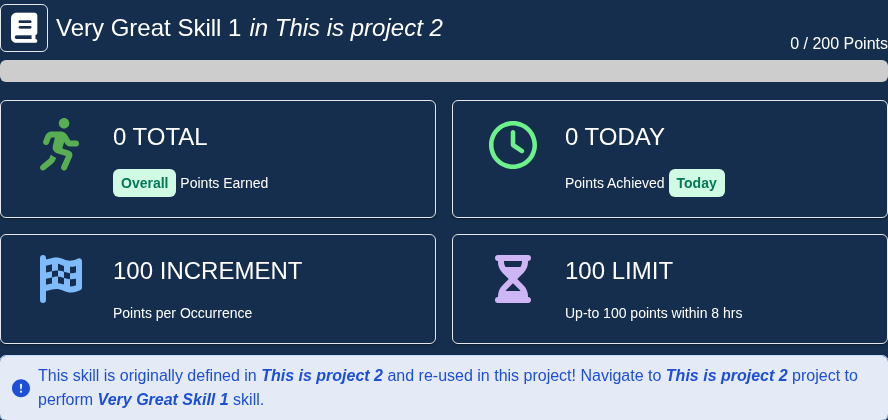 Very Great Skill 1 in This is project 2
0 / 200 Points
0 TOTAL
Overall Points Earned
0 TODAY
Points Achieved Today
100 INCREMENT
Points per Occurrence
100 LIMIT
Up-to 100 points within 8 hrs
This skill is originally defined in This is project 2 and re-used in this project! Navigate to This is project 2 project to
perform Very Great Skill 1 skill.